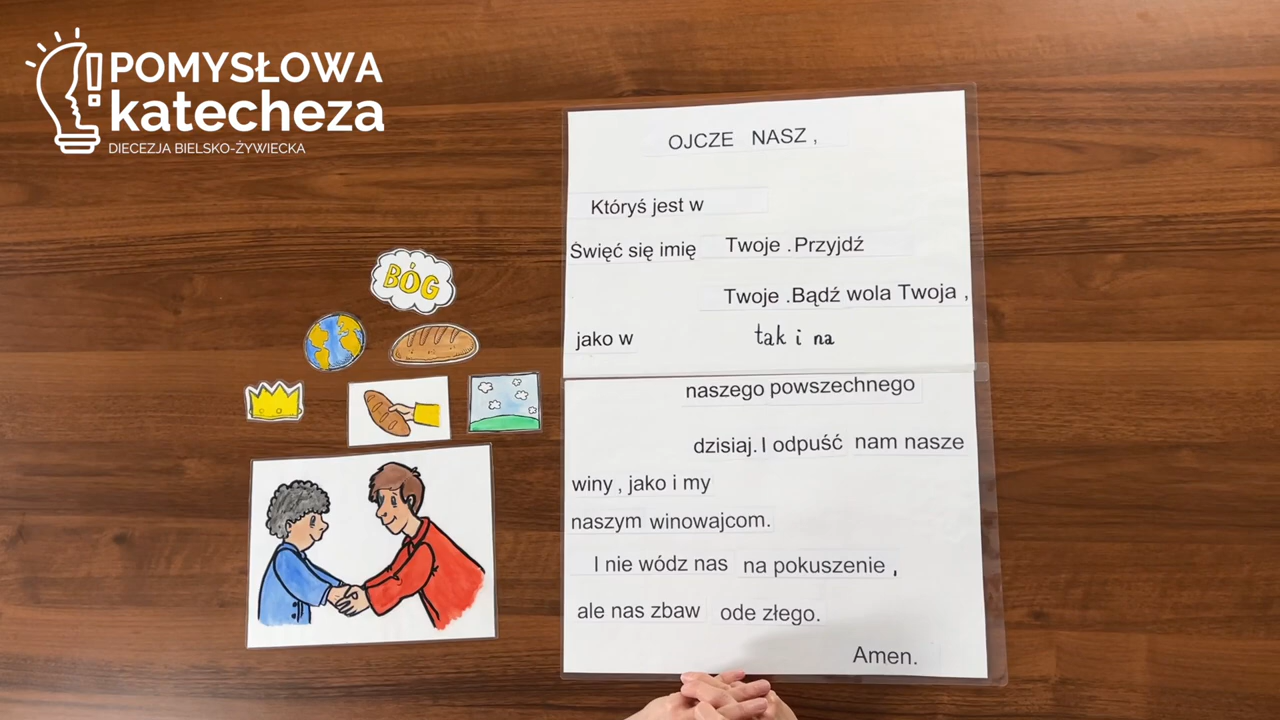 POMYSŁOWA
katecheza
DIECEZJA BIELSKO-ŻYWIECKA
BÓG
OJCZE NASZ ,
Któryś jest w
Święć się imię Twoje . Przyjdź
Twoje . Bądź wola Twoja ,
jako w tak i na
naszego powszechnego
dzisiaj. I odpuść nam nasze
winy , jako i my
naszym winowajcom.
I nie wódz nas na pokuszenie ,
ale nas zbaw ode złego.
Amen.